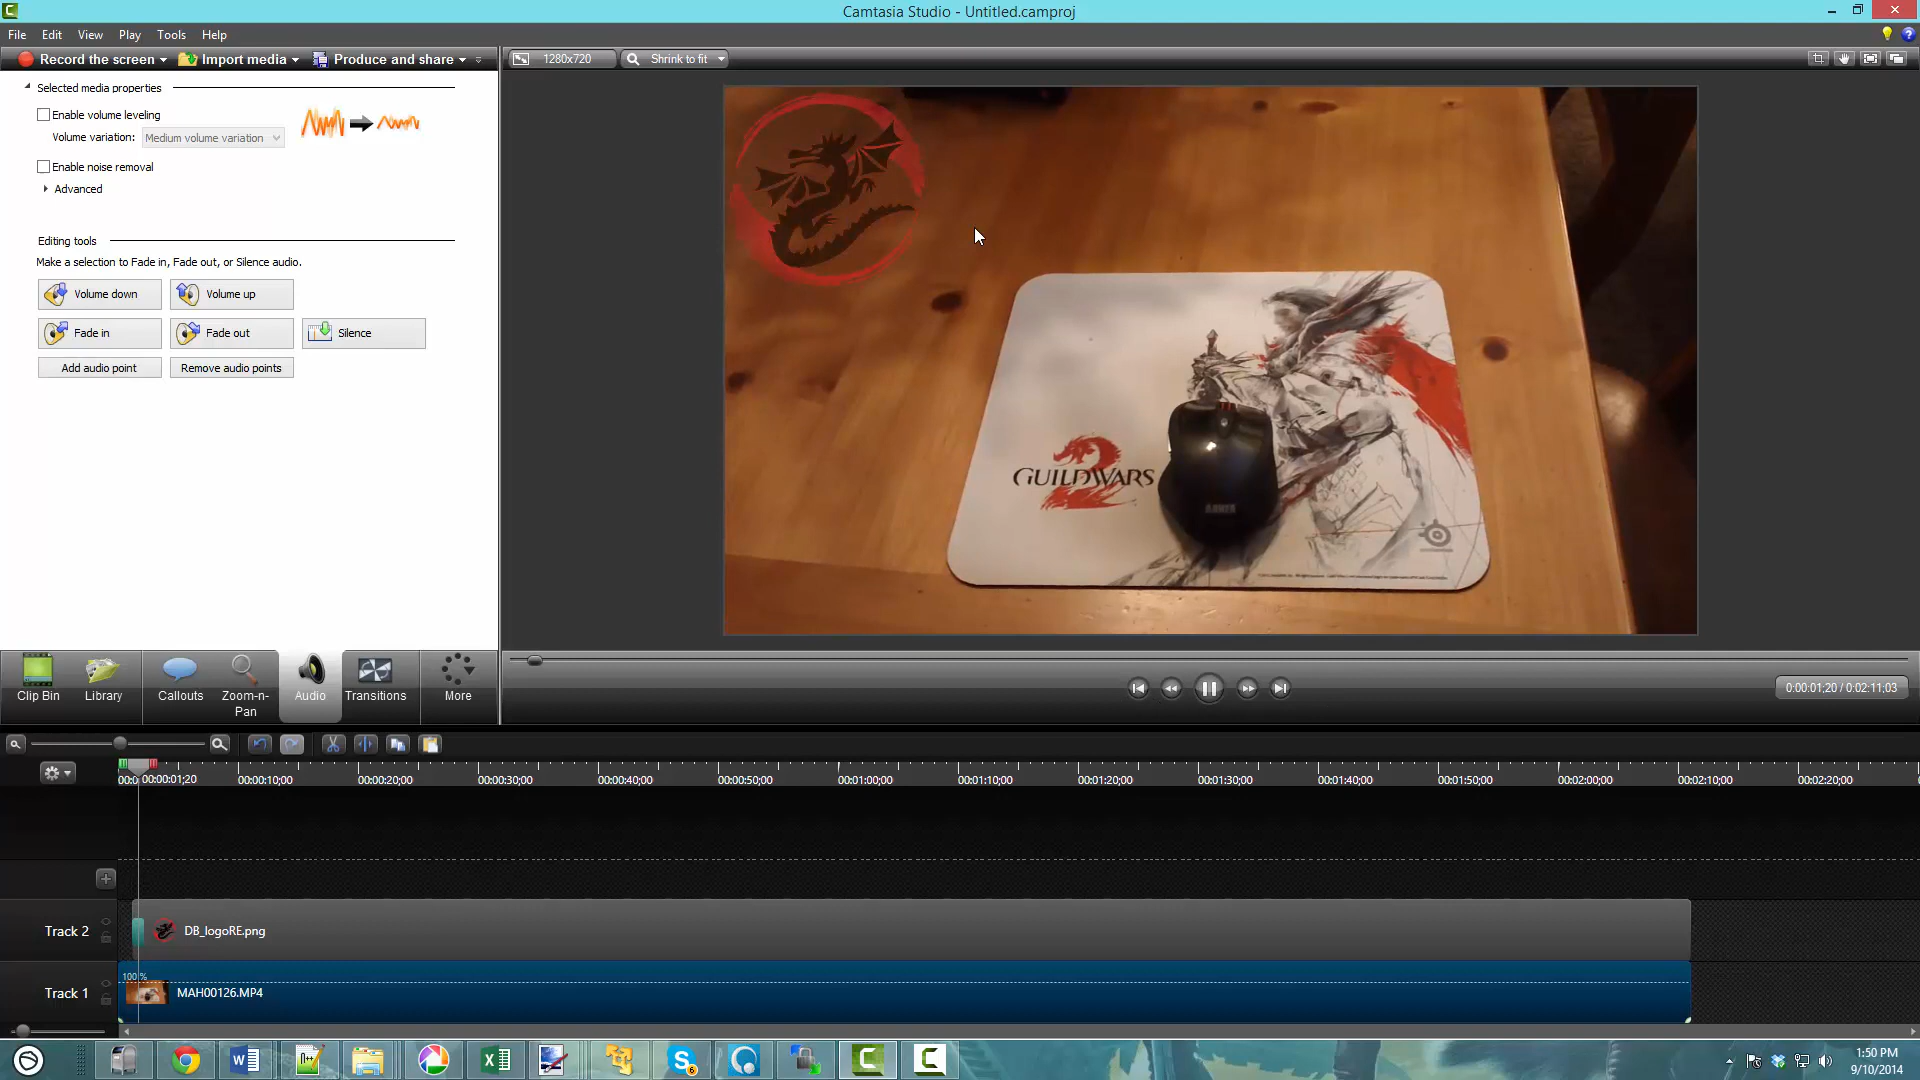 Camtasia Studio - Untitled.camproj
File Edit View Play Tools Help
Record the screen Import media Produce and share 1280x720 Shrink to fit
Selected media properties
Enable volume leveling
Volume variation: Medium volume variation
Enable noise removal
Advanced
Editing tools
Make a selection to Fade in, Fade out, or Silence audio.
Volume down Volume up
Fade in Fade out Silence
Add audio point Remove audio points
GUILDWARS
2
ANKER
Clip Bin Library Callouts Zoom-n-Pan Audio Transitions More
0:00:01;20 / 0:02:11;03
00:0 00:00:01;20 00:00:10;00 00:00:20;00 00:00:30;00 00:00:40;00 00:00:50;00 00:01:00;00 00:01:10;00 00:01:20;00 00:01:30;00 00:01:40;00 00:01:50;00 00:02:00;00 00:02:10;00 00:02:20;00
Track 2 DB_logoRE.png
100 %
Track 1 MAH00126.MP4
6
1:50 PM
9/10/2014